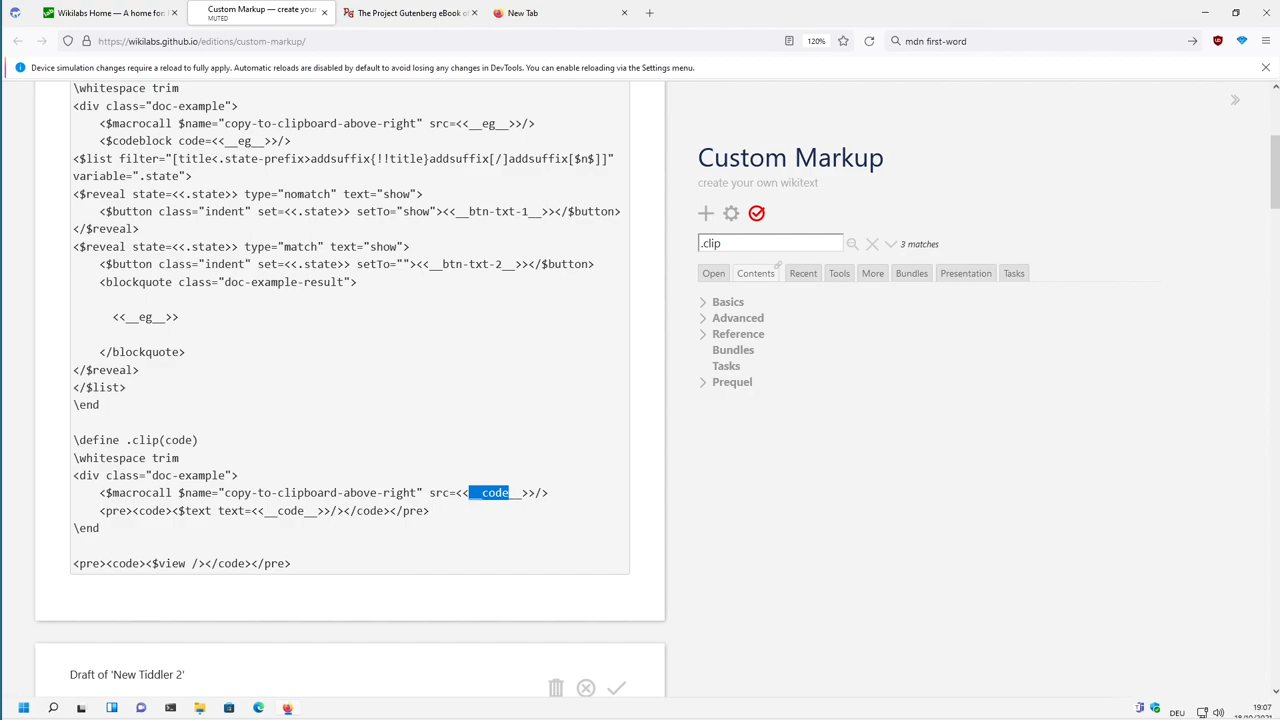 Wikilabs Home — A home for
Custom Markup — create your
MUTED
The Project Gutenberg eBook of
New Tab
https://wikilabs.github.io/editions/custom-markup/
120%
mdn first-word
Device simulation changes require a reload to fully apply. Automatic reloads are disabled by default to avoid losing any changes in DevTools. You can enable reloading via the Settings menu.
\whitespace trim
<div class="doc-example">
<$macrocall $name="copy-to-clipboard-above-right" src=<<__eg__>>/>
<$codeblock code=<<__eg__>>/>
<$list filter="[title<.state-prefix>addsuffix{!!title}addsuffix[/]addsuffix[$n$]]"
variable=".state">
<$reveal state=<<.state>> type="nomatch" text="show">
<$button class="indent" set=<<.state>> setTo="show"><<__btn-txt-1__>></$button>
</$reveal>
<$reveal state=<<.state>> type="match" text="show">
<$button class="indent" set=<<.state>> setTo=""><<__btn-txt-2__>></$button>
<blockquote class="doc-example-result">
<<__eg__>>
</blockquote>
</$reveal>
</$list>
\end
\define .clip(code)
\whitespace trim
<div class="doc-example">
<$macrocall $name="copy-to-clipboard-above-right" src=<<__code__>>/>
<pre><code><$text text=<<__code__>>/></code></pre>
\end
<pre><code><$view /></code></pre>
Draft of 'New Tiddler 2'
Custom Markup
create your own wikitext
.clip
3 matches
Open
Contents
Recent
Tools
More
Bundles
Presentation
Tasks
Basics
Advanced
Reference
Bundles
Tasks
Prequel
DEU
19:07
18/10/2021